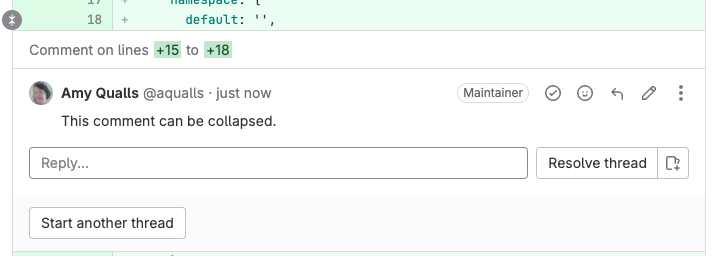 17 + namespace: {
18 + default: '',
Comment on lines +15 to +18
Amy Qualls @aqualls · just now Maintainer
This comment can be collapsed.
Reply...
Resolve thread
Start another thread